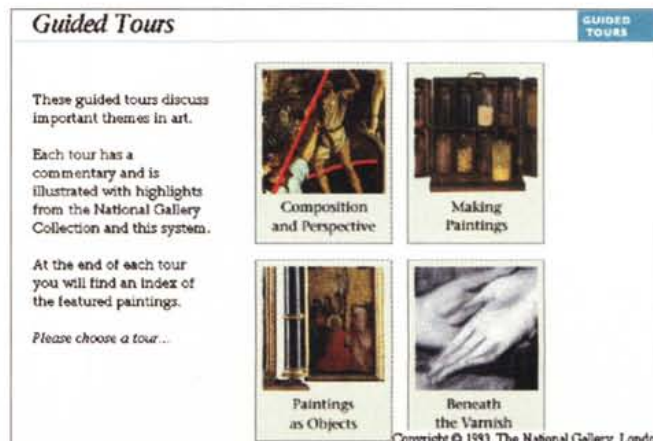 Guided Tours
GUIDED
TOURS
These guided tours discuss
important themes in art.
Each tour has a
commentary and is
illustrated with highlights
from the National Gallery
Collection and this system.
At the end of each tour
you will find an index of
the featured paintings.
Please choose a tour...
Composition
and Perspective
Making
Paintings
Paintings
as Objects
Beneath
the Varnish
Copyright © 1993 The National Gallery, Londo